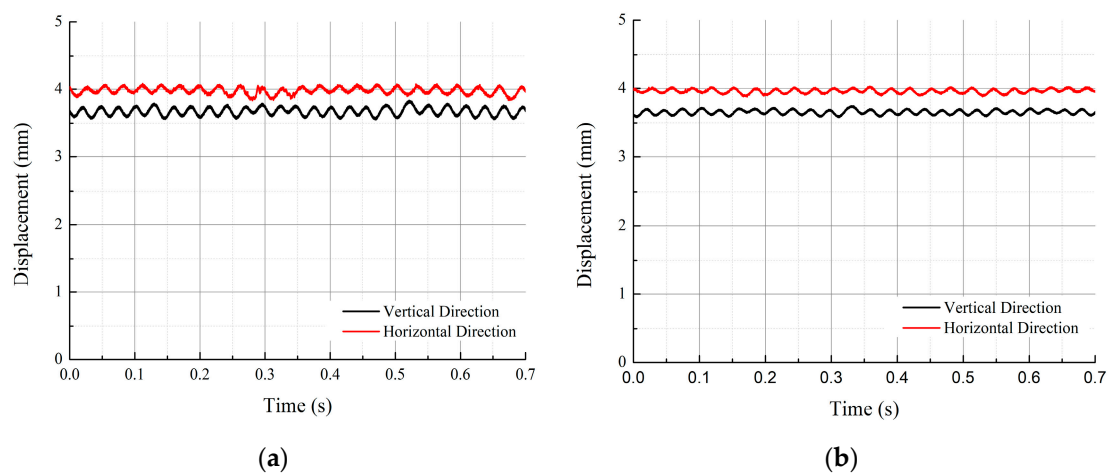 5
4
3
2
1
0
Displacement (mm)
Vertical Direction
Horizontal Direction
0.0 0.1 0.2 0.3 0.4 0.5 0.6 0.7
Time (s)
(a)
5
4
3
2
1
0
Displacement (mm)
Vertical Direction
Horizontal Direction
0.0 0.1 0.2 0.3 0.4 0.5 0.6 0.7
Time (s)
(b)